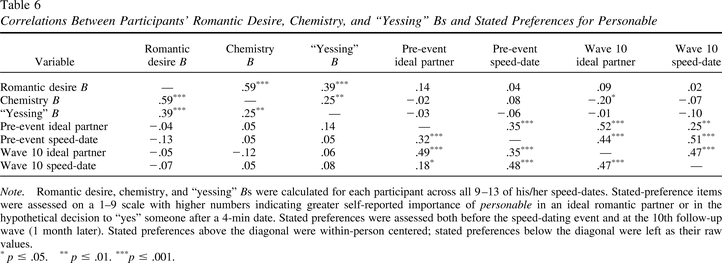 Table 6
Correlations Between Participants' Romantic Desire, Chemistry, and “Yessing” Bs and Stated Preferences for Personable
Variable Romantic desire B Chemistry B “Yessing” B Pre-event ideal partner Pre-event speed-date Wave 10 ideal partner Wave 10 speed-date
Romantic desire B — .59*** .39*** .14 .04 .09 .02
Chemistry B .59*** — .25** −.02 .08 −.20* −.07
“Yessing” B .39*** .25** — −.03 −.06 −.01 −.10
Pre-event ideal partner −.04 .05 .14 — .35*** .52*** .25**
Pre-event speed-date −.13 .05 .05 .32*** — .44*** .51***
Wave 10 ideal partner −.05 −.12 .06 .49*** .35*** — .47***
Wave 10 speed-date −.07 .05 .08 .18* .48*** .47*** —
Note. Romantic desire, chemistry, and “yessing” Bs were calculated for each participant across all 9–13 of his/her speed-dates. Stated-preference items
were assessed on a 1–9 scale with higher numbers indicating greater self-reported importance of personable in an ideal romantic partner or in the
hypothetical decision to “yes” someone after a 4-min date. Stated preferences were assessed both before the speed-dating event and at the 10th follow-up
wave (1 month later). Stated preferences above the diagonal were within-person centered; stated preferences below the diagonal were left as their raw
values.
* p ≤ .05. ** p ≤ .01. *** p ≤ .001.